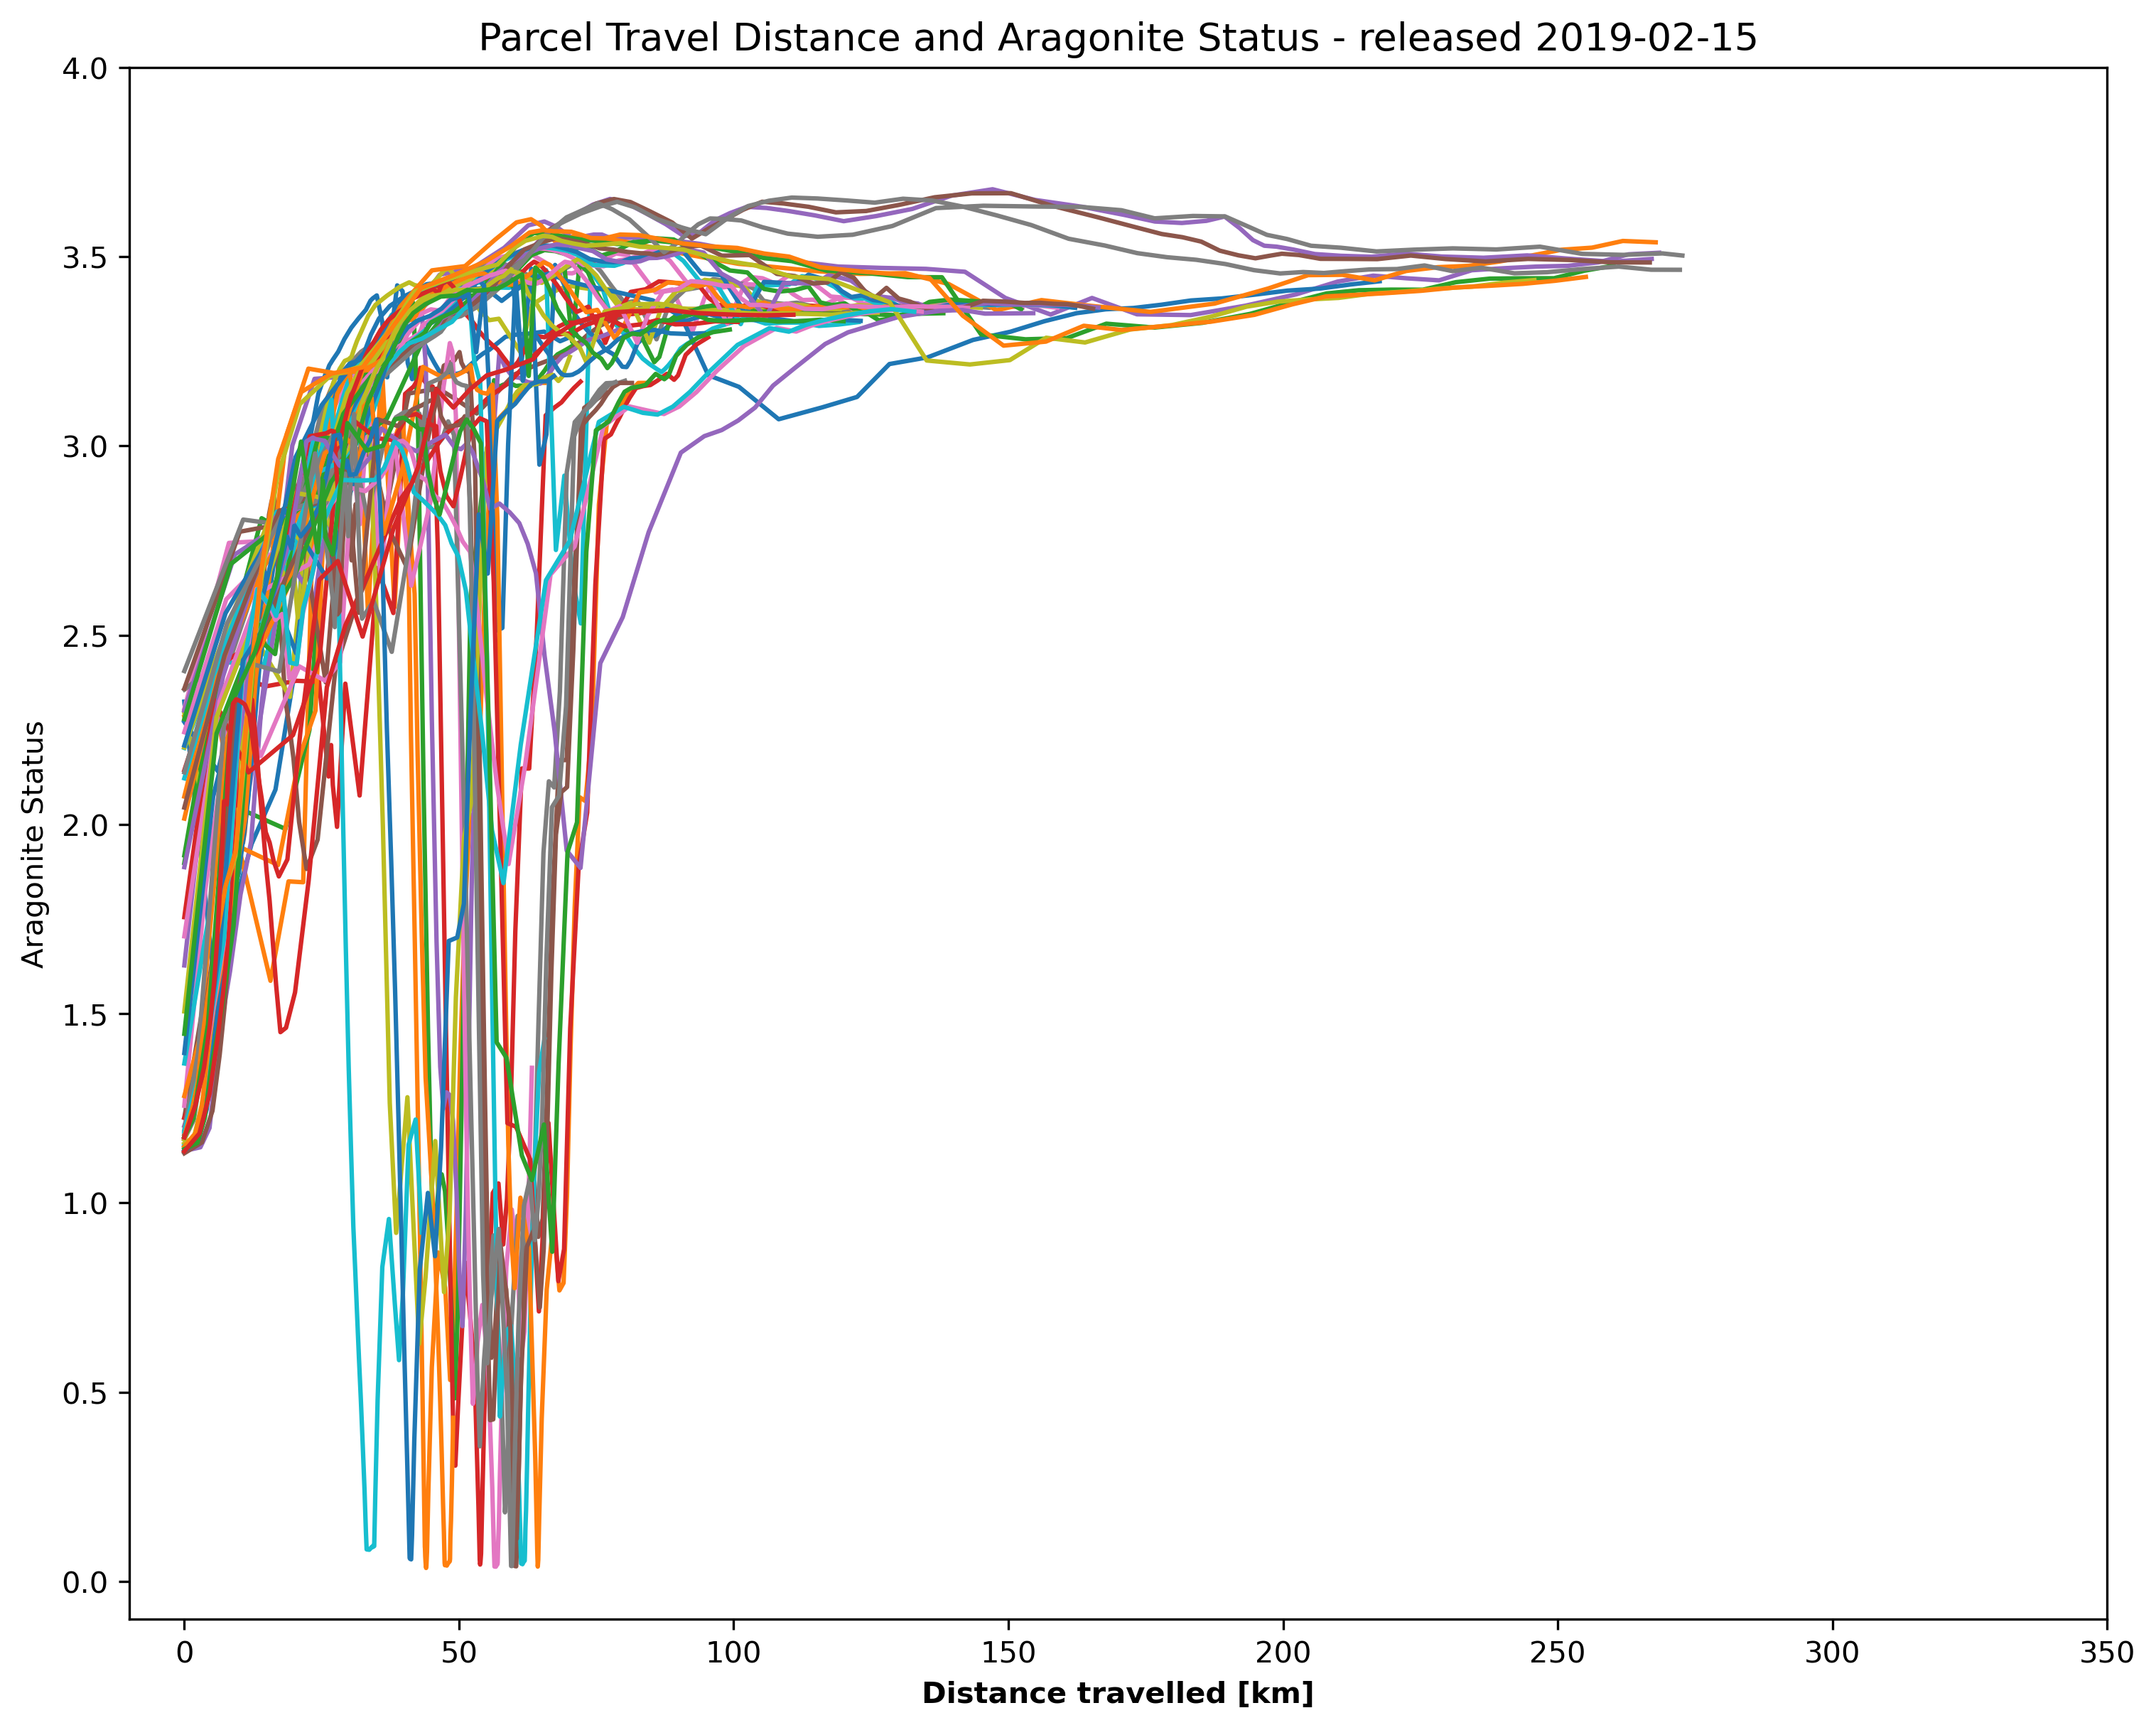 Parcel Travel Distance and Aragonite Status - released 2019-02-15
4.0
3.5
3.0
2.5
2.0
1.5
1.0
0.5
0.0
Aragonite Status
0 50 100 150 200 250 300 350
Distance travelled [km]